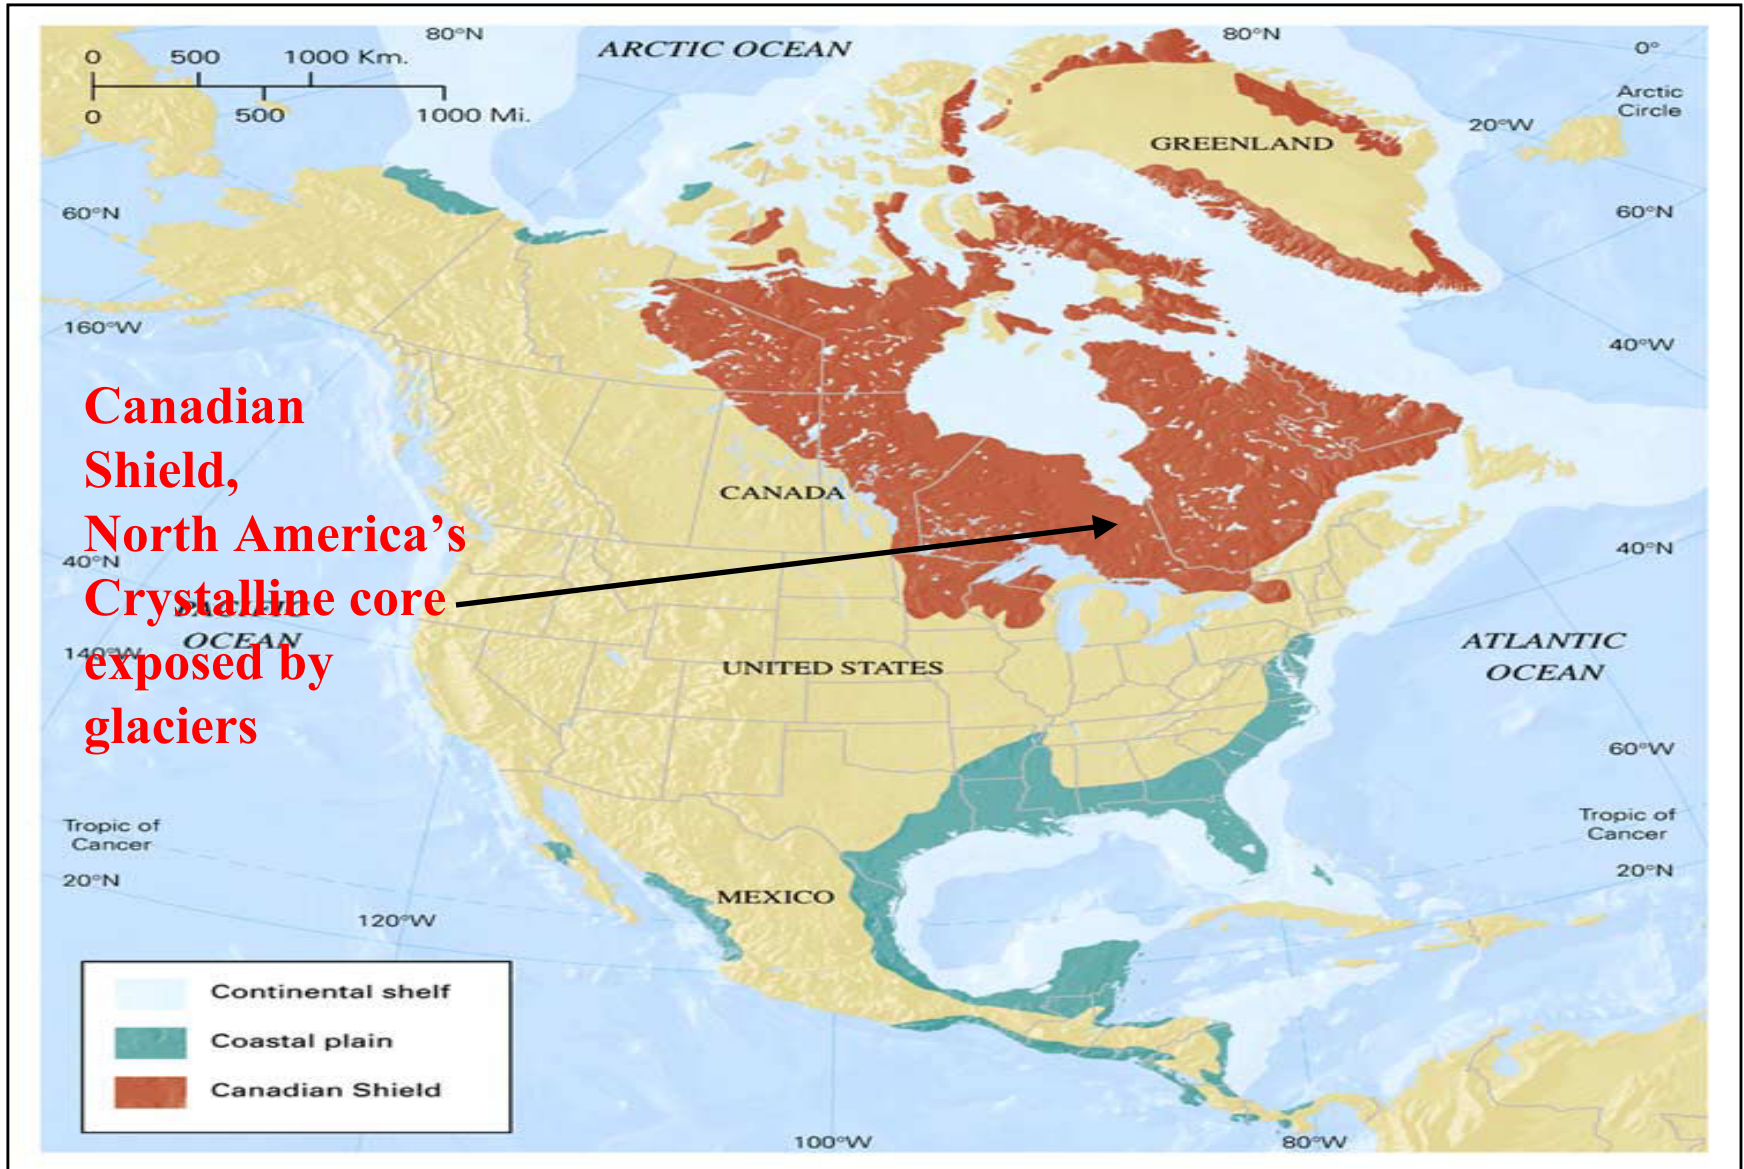 80°N
ARCTIC OCEAN
80°N
0°
0 500 1000 Km.
0 500 1000 Mi.
Arctic
Circle
20°W
GREENLAND
60°N
60°N
160°W
40°W
Canadian
Shield,
North America’s
Crystalline core
exposed by
glaciers
CANADA
40°N
40°N
PACIFIC
OCEAN
140°W
UNITED STATES
ATLANTIC
OCEAN
60°W
Tropic of
Cancer
Tropic of
Cancer
20°N
20°N
MEXICO
120°W
Continental shelf
Coastal plain
Canadian Shield
100°W
80°W